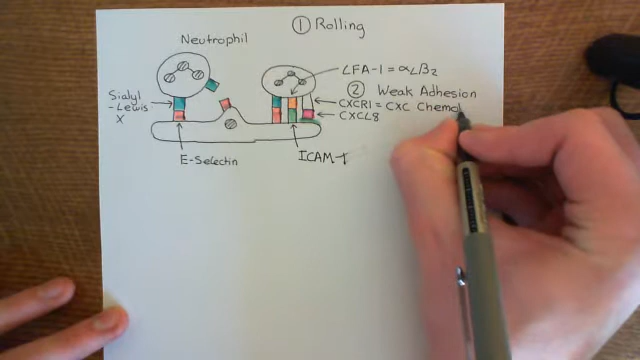 ① Rolling
Neutrophil
LFA-1 = αLβ2
Sialyl
-Lewis
X
② Weak Adhesion
CXCR1 = CXC Chemo
CXCL8
E-Selectin
ICAM-1